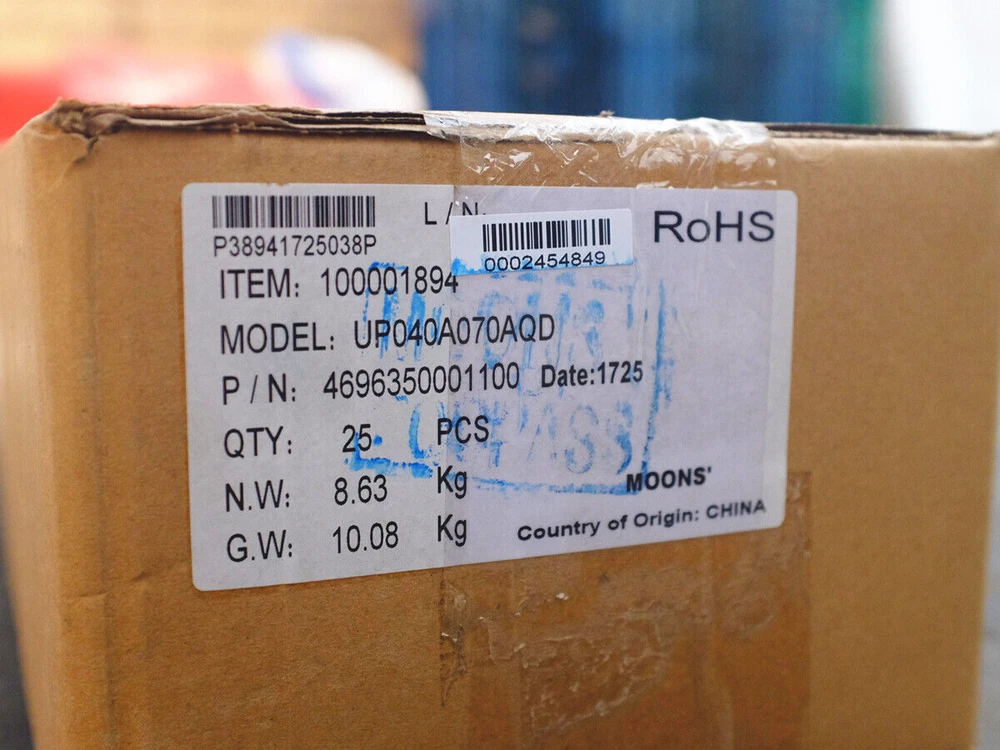 L / N:
RoHS
P38941725038P
0002454849
ITEM: 100001894
MODEL: UP040A070AQD
P / N: 4696350001100 Date:1725
QTY: 25 PCS
PASS
N.W: 8.63 Kg
MOONS'
G.W: 10.08 Kg
Country of Origin: CHINA